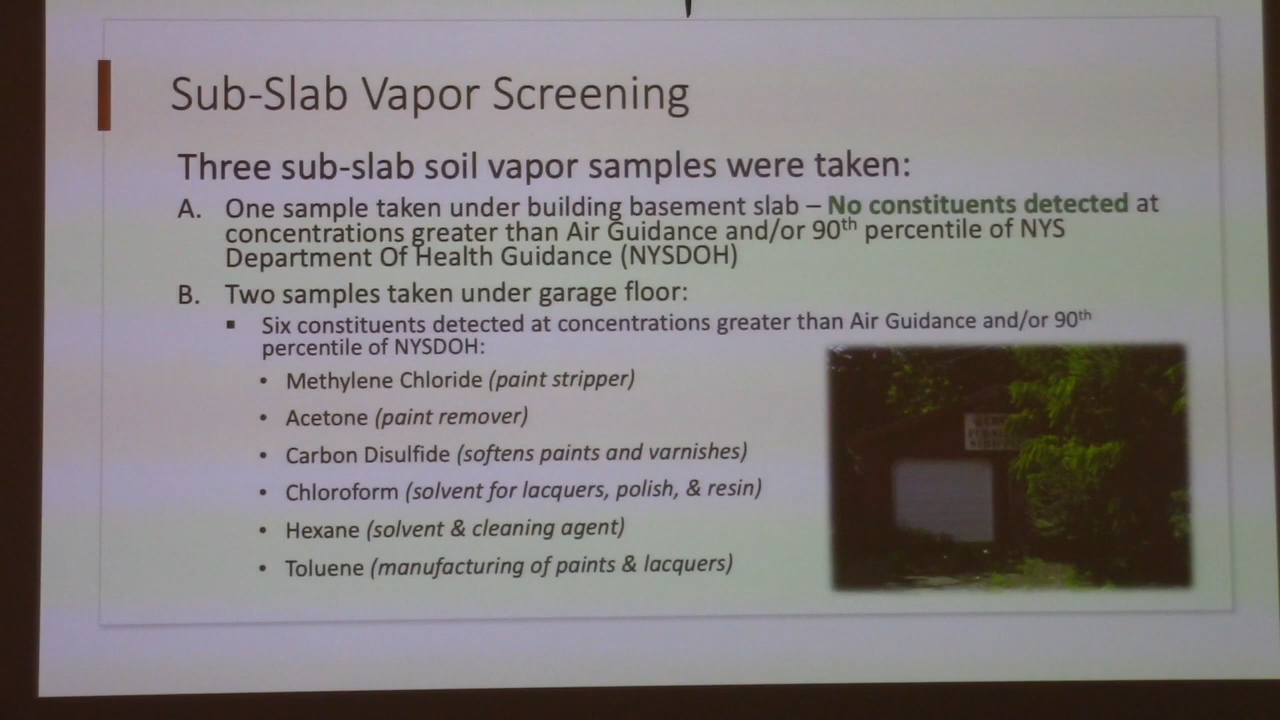 Sub-Slab Vapor Screening
Three sub-slab soil vapor samples were taken:
A. One sample taken under building basement slab – No constituents detected at
concentrations greater than Air Guidance and/or 90th percentile of NYS
Department Of Health Guidance (NYSDOH)
B. Two samples taken under garage floor:
▪ Six constituents detected at concentrations greater than Air Guidance and/or 90th
percentile of NYSDOH:
• Methylene Chloride (paint stripper)
• Acetone (paint remover)
• Carbon Disulfide (softens paints and varnishes)
• Chloroform (solvent for lacquers, polish, & resin)
• Hexane (solvent & cleaning agent)
• Toluene (manufacturing of paints & lacquers)